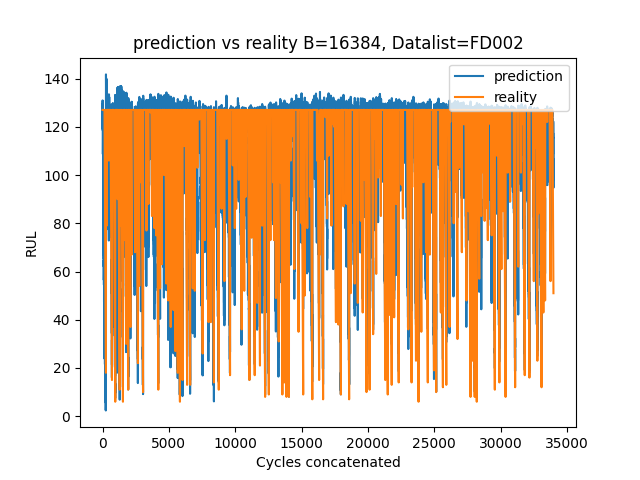 prediction vs reality B=16384, Datalist=FD002
prediction
reality
RUL
140
120
100
80
60
40
20
0
0 5000 10000 15000 20000 25000 30000 35000
Cycles concatenated